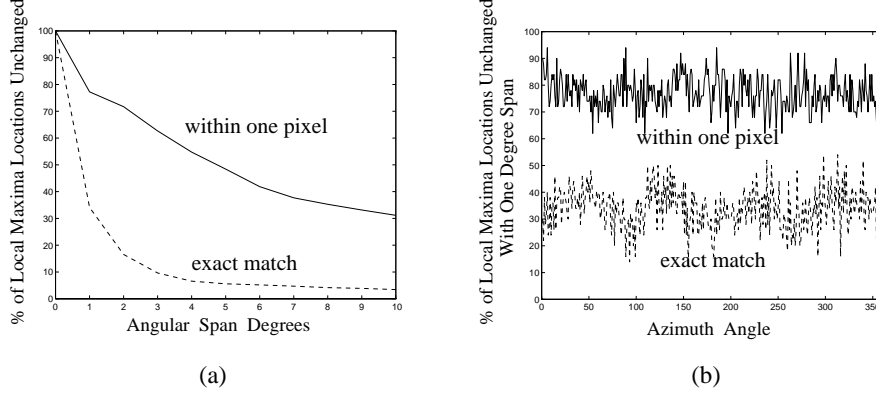 % of Local Maxima Locations Unchanged
100
90
80
70
60
50
40
30
20
10
0
within one pixel
exact match
0 1 2 3 4 5 6 7 8 9 10
Angular Span Degrees
(a)
% of Local Maxima Locations Unchanged
With One Degree Span
100
90
80
70
60
50
40
30
20
10
0
within one pixel
exact match
0 50 100 150 200 250 300 350
Azimuth Angle
(b)